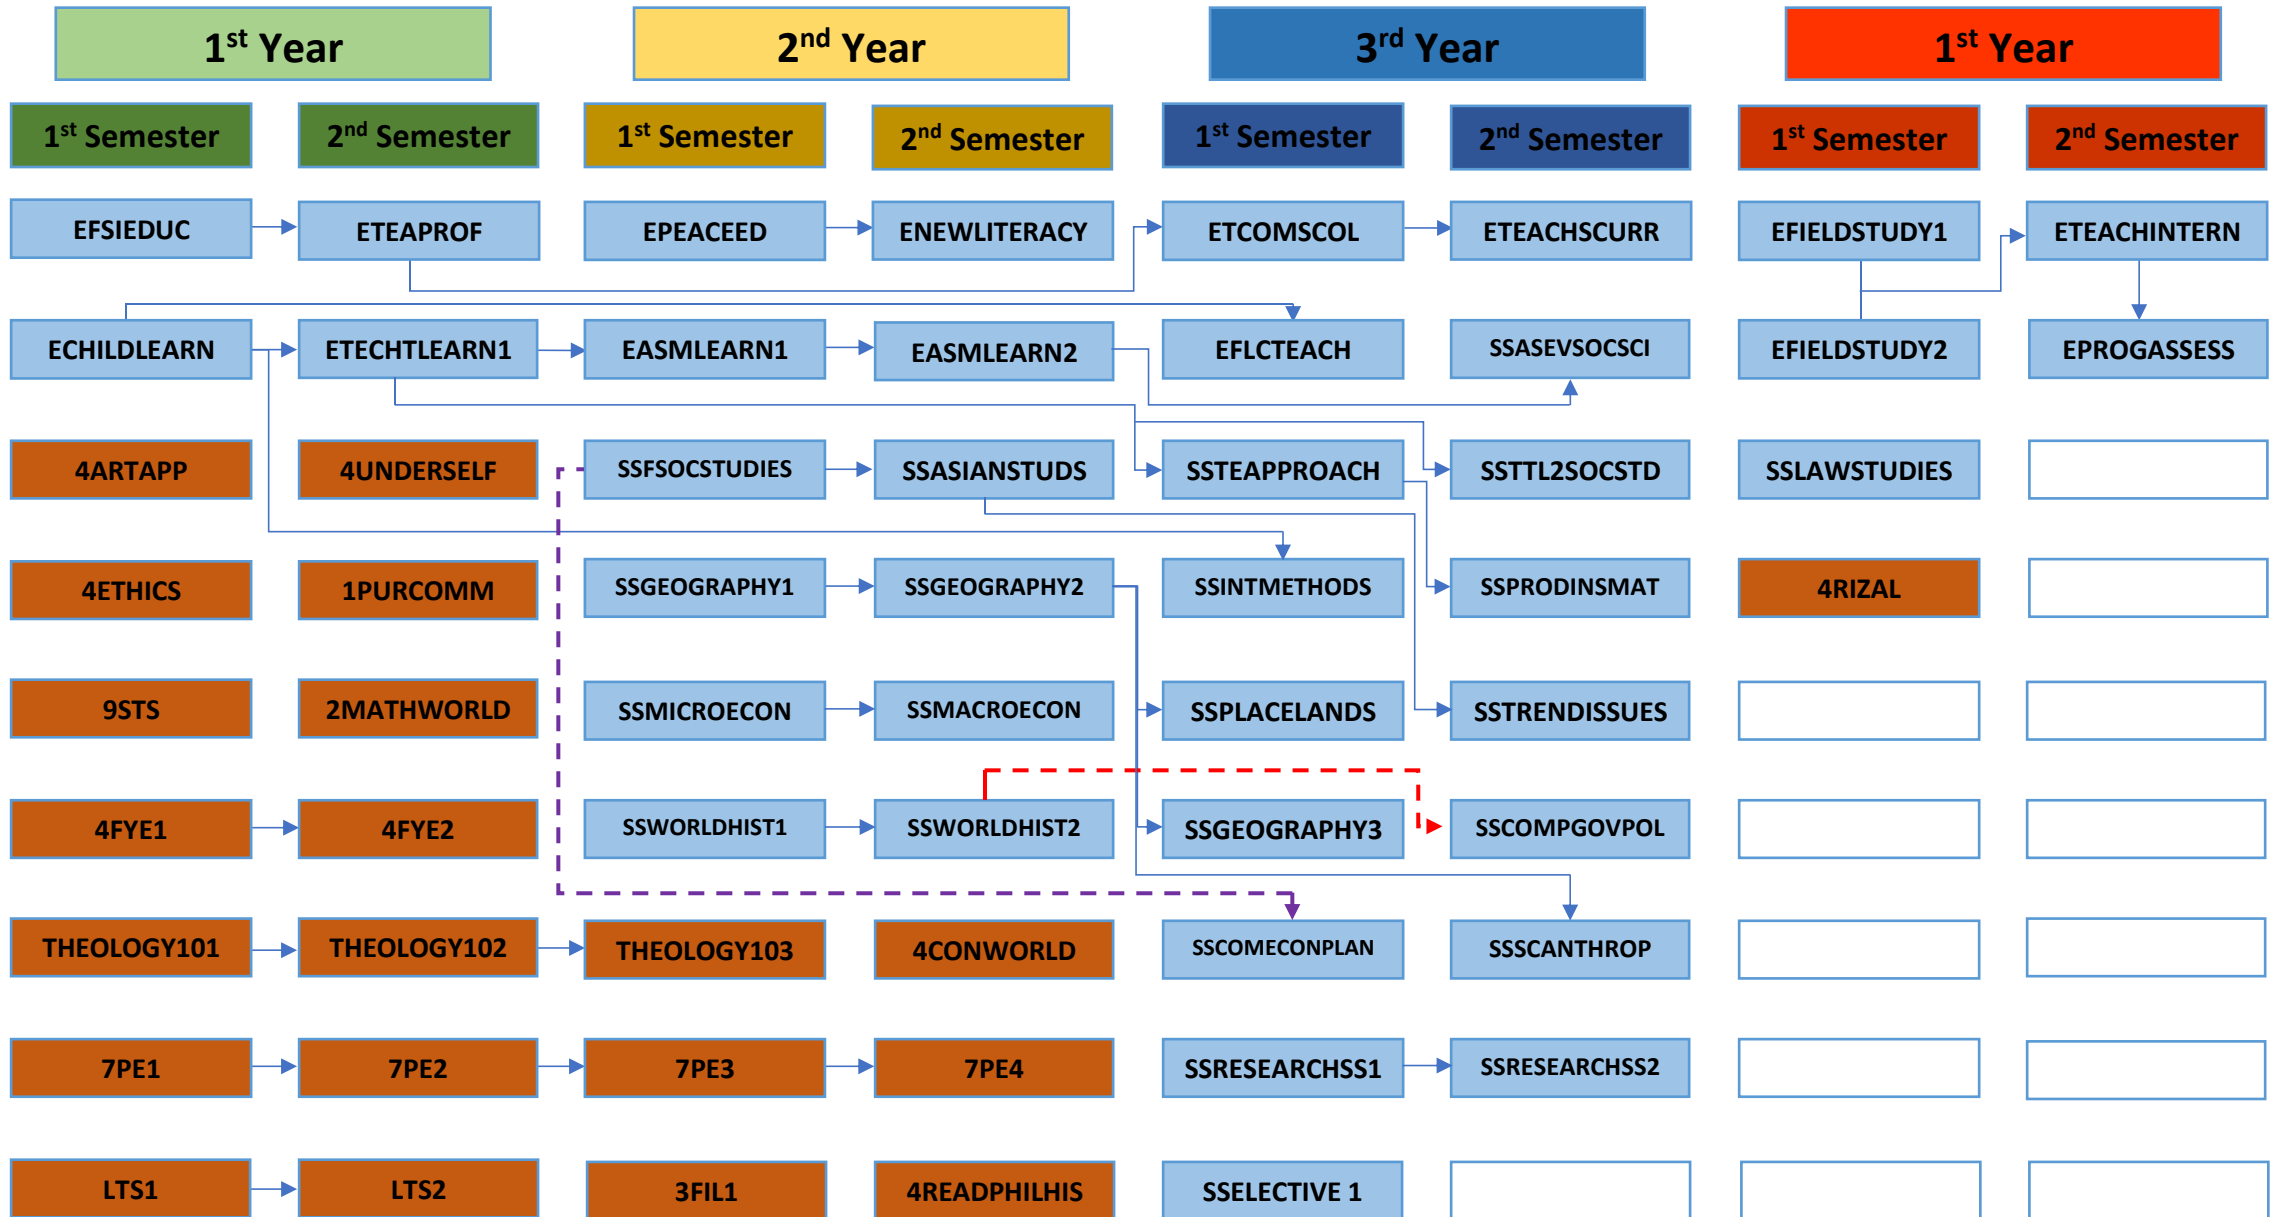 1st Year 2nd Year 3rd Year 1st Year
1st Semester 2nd Semester 1st Semester 2nd Semester 1st Semester 2nd Semester 1st Semester 2nd Semester
EFSIEDUC ETEAPROF EPEACEED ENEWLITERACY ETCOMSCOL ETEACHSCURR EFIELDSTUDY1 ETEACHINTERN
ECHILDLEARN ETECHTLEARN1 EASMLEARN1 EASMLEARN2 EFLCTEACH SSASEVSOCSCI EFIELDSTUDY2 EPROGASSESS
4ARTAPP 4UNDERSELF SSFSOCSTUDIES SSASIANSTUDS SSTEAPPROACH SSTTL2SOCSTD SSLAWSTUDIES
4ETHICS 1PURCOMM SSGEOGRAPHY1 SSGEOGRAPHY2 SSINTMETHODS SSPRODINSMAT 4RIZAL
9STS 2MATHWORLD SSMICROECON SSMACROECON SSPLACELANDS SSTRENDISSUES
4FYE1 4FYE2 SSWORLDHIST1 SSWORLDHIST2 SSGEOGRAPHY3 SSCOMPGOVPOL
THEOLOGY101 THEOLOGY102 THEOLOGY103 4CONWORLD SSCOMECONPLAN SSSCANTHROP
7PE1 7PE2 7PE3 7PE4 SSRESEARCHSS1 SSRESEARCHSS2
LTS1 LTS2 3FIL1 4READPHILHIS SSELECTIVE 1